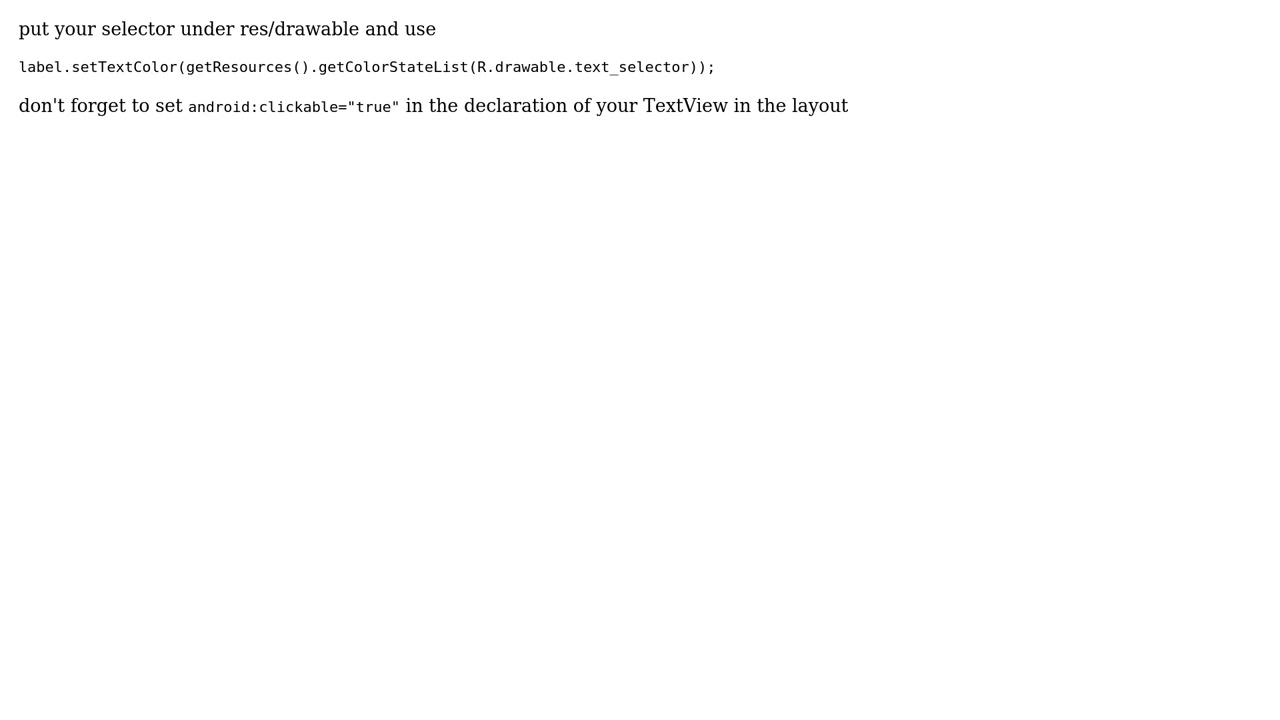 put your selector under res/drawable and use
label.setTextColor(getResources().getColorStateList(R.drawable.text_selector));
don't forget to set android:clickable="true" in the declaration of your TextView in the layout